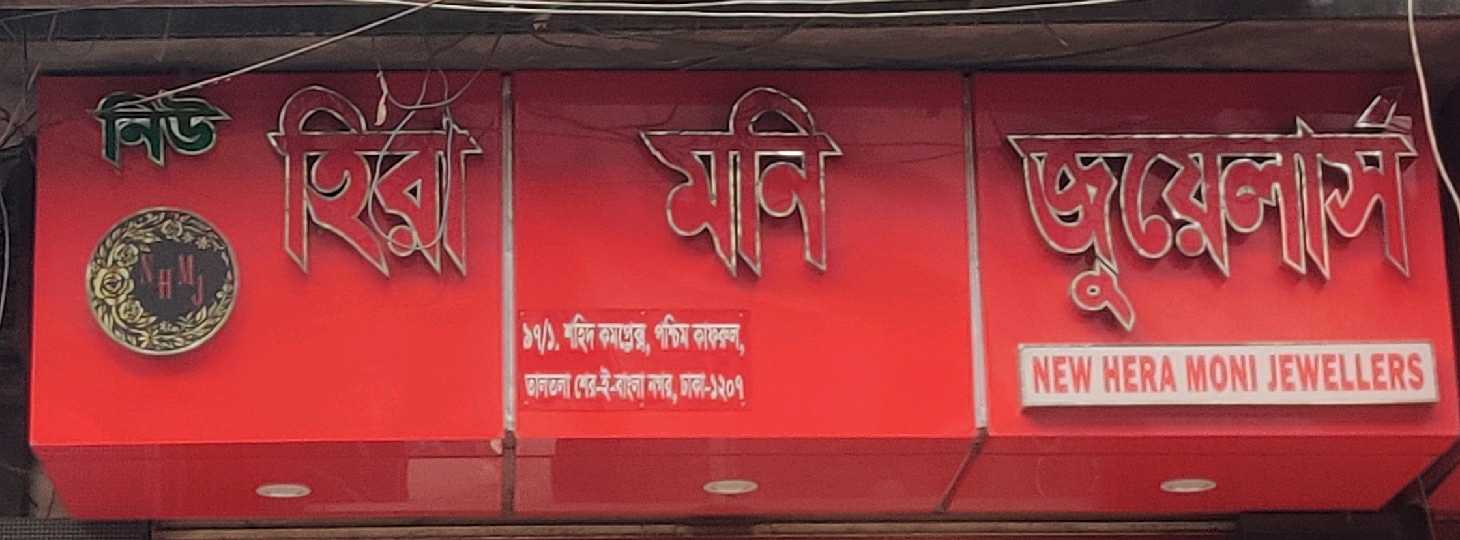 নিউ হিরা মনি জুয়েলার্স
NHMJ
১৭/১, শহিদ কমপ্লেক্স, পশ্চিম কাফরুল,
তালতলা শের-ই-বাংলা নগর, ঢাকা-১২০৭
NEW HERA MONI JEWELLERS